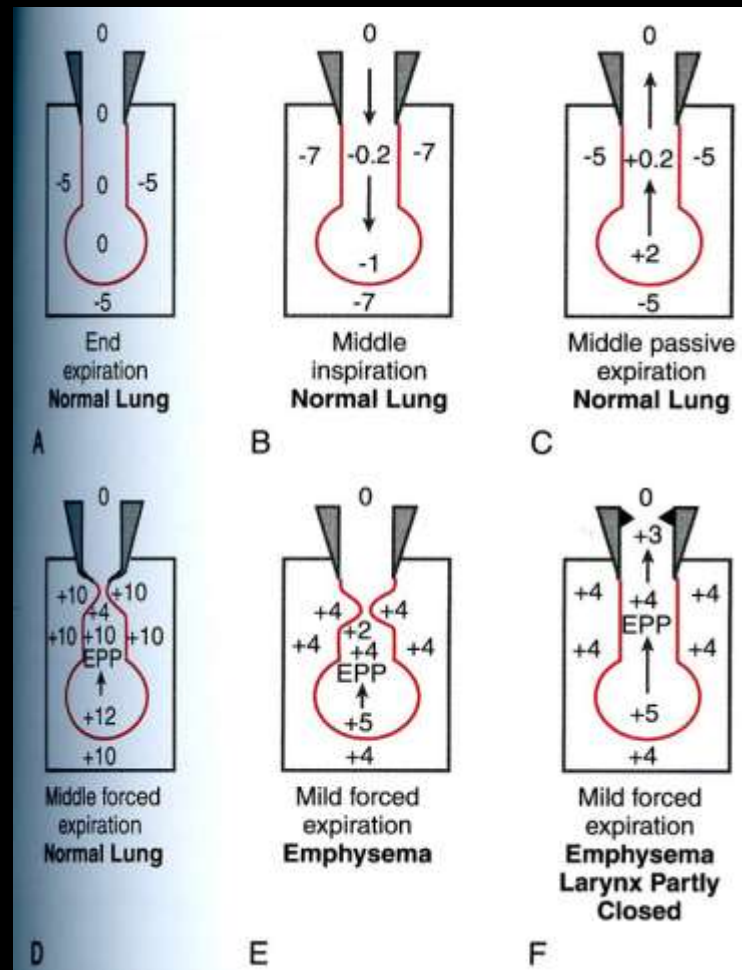 0
0
-5 0 -5
0
-5
End
expiration
Normal Lung
A
0
-7 -0.2 -7
-1
-7
Middle
inspiration
Normal Lung
B
0
-5 +0.2 -5
+2
-5
Middle passive
expiration
Normal Lung
C
0
+10 +10
+4
+10 +10 +10
EPP
+12
+10
Middle forced
expiration
Normal Lung
D
0
+4 +4
+2
+4 +4 +4
EPP
+5
+4
Mild forced
expiration
Emphysema
E
0
+3
+4 +4 +4
EPP
+4 +4
+5
+4
Mild forced
expiration
Emphysema
Larynx Partly
Closed
F